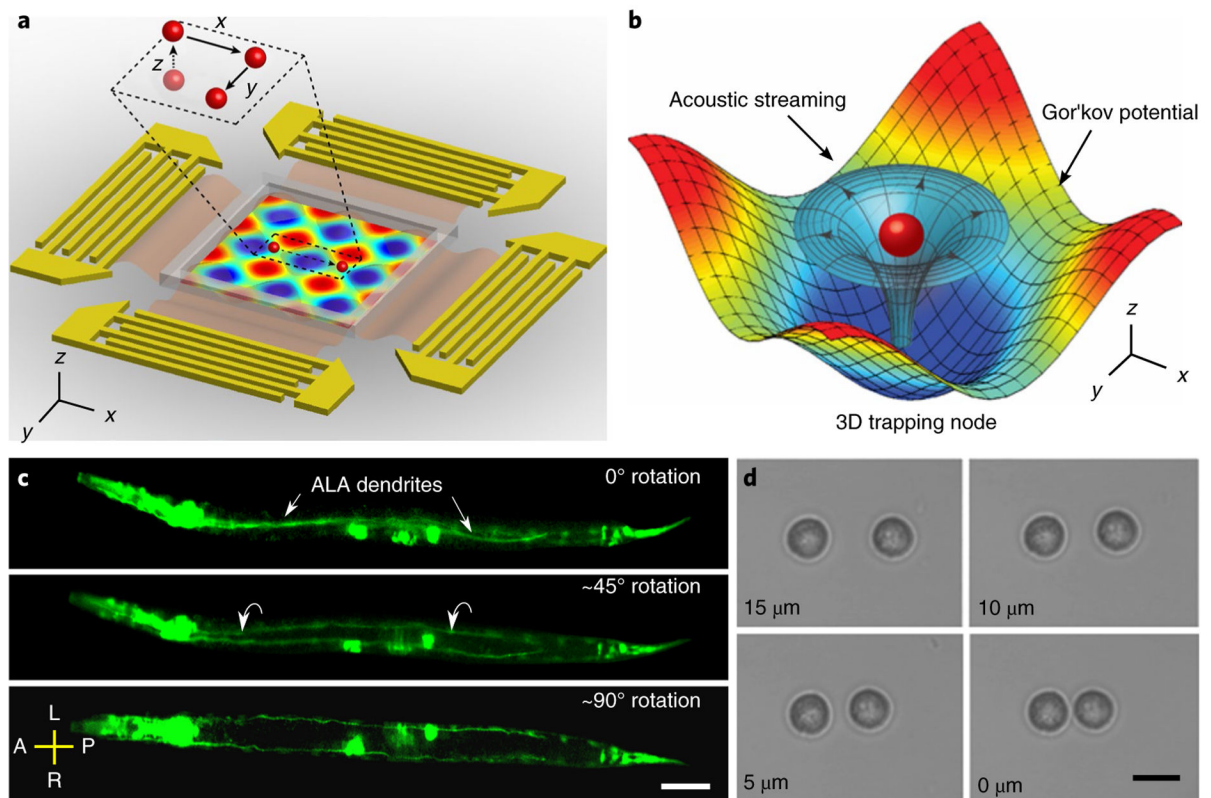 a
x
z
y
z
x
y
b
Acoustic streaming
Gor'kov potential
z
y
x
3D trapping node
c
ALA dendrites
0° rotation
~45° rotation
~90° rotation
L
A
P
R
d
15 μm
10 μm
5 μm
0 μm